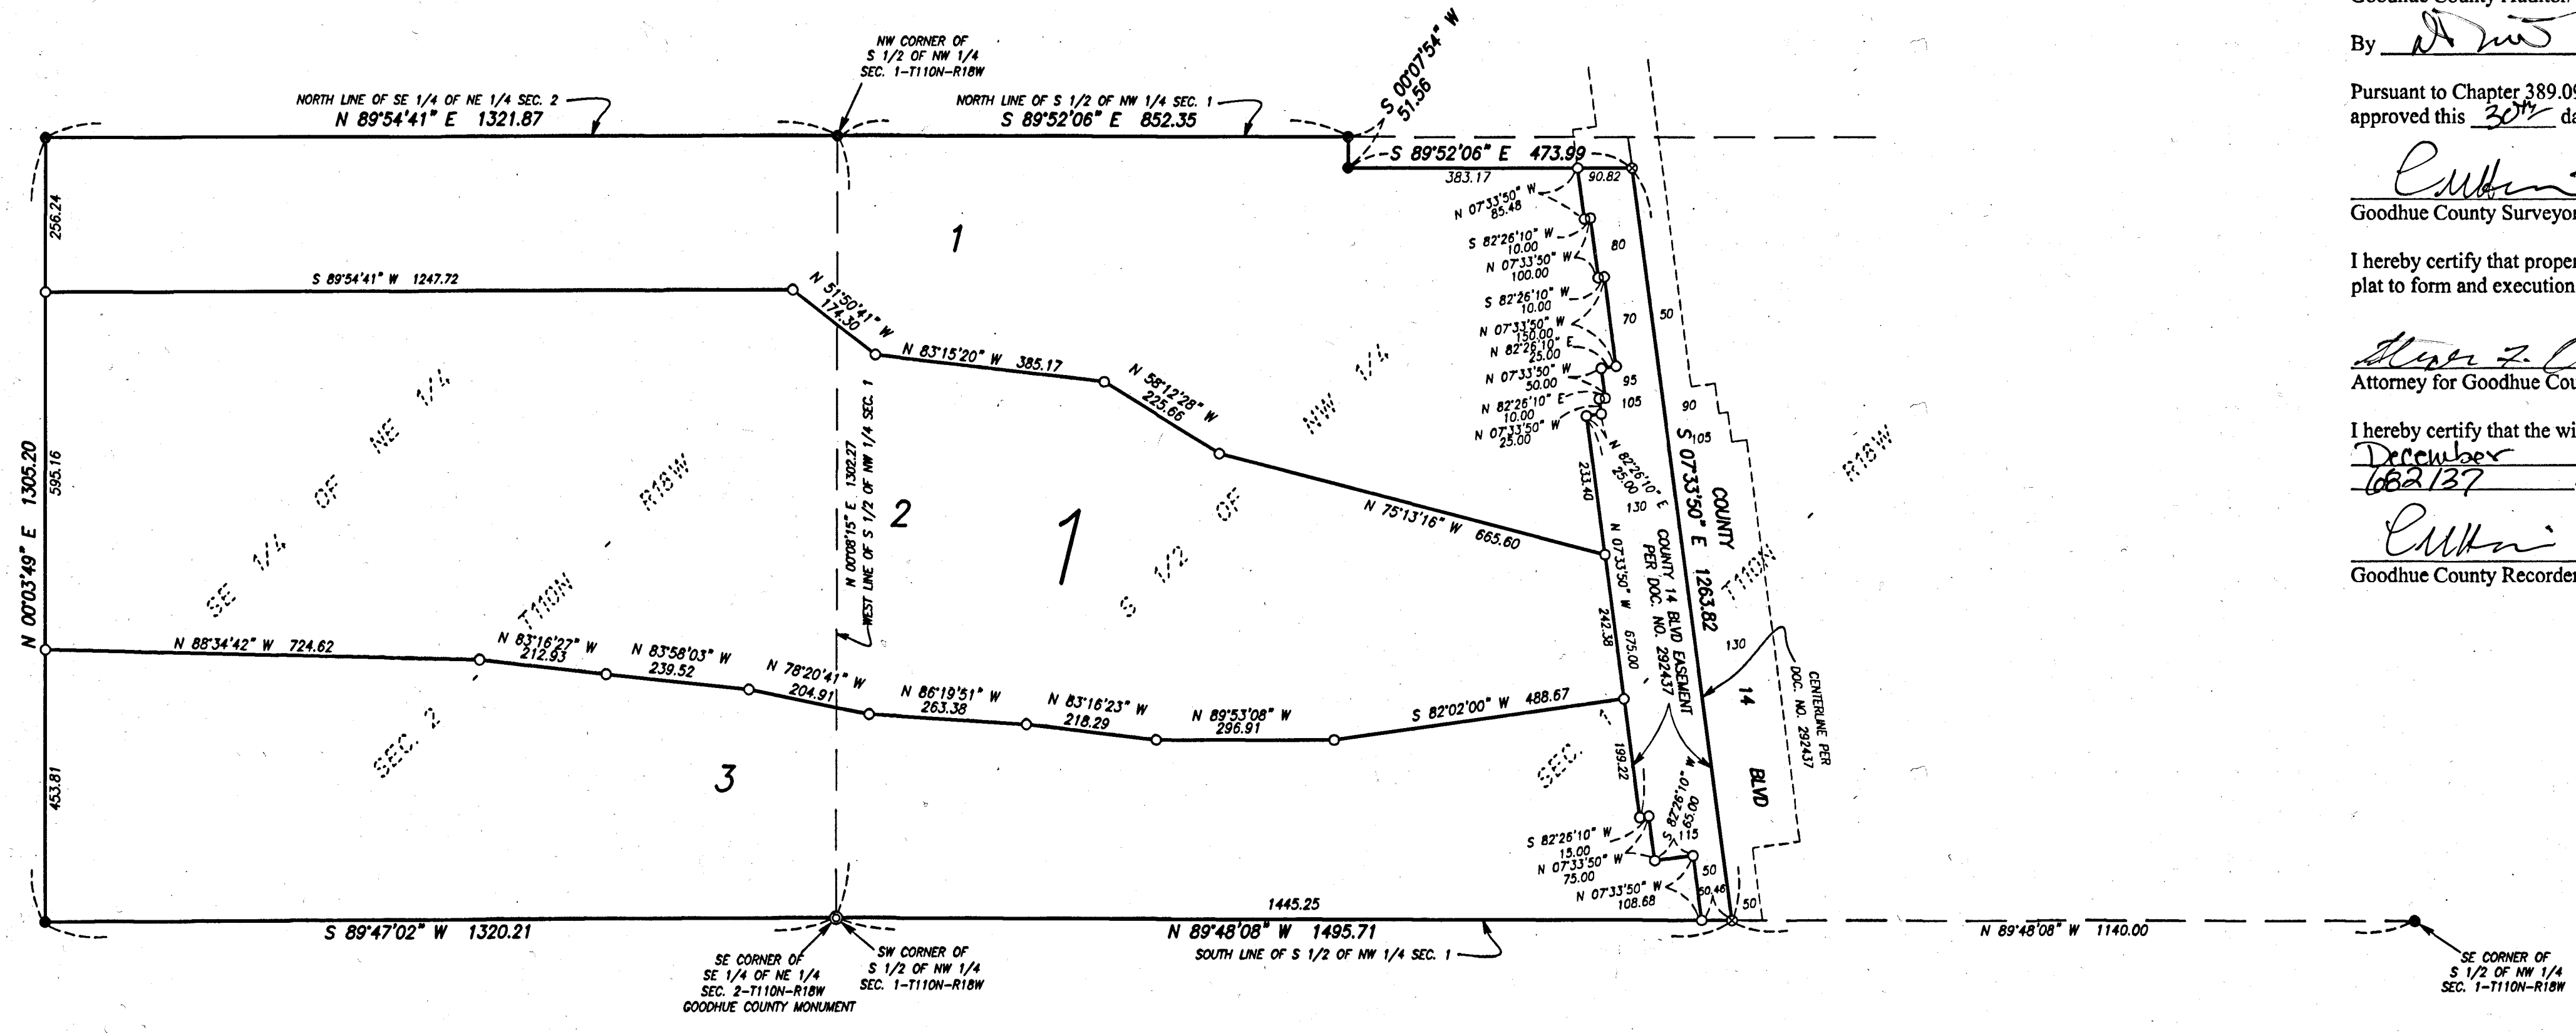 NW CORNER OF
S 1/2 OF NW 1/4
SEC. 1-T110N-R18W
NORTH LINE OF SE 1/4 OF NE 1/4 SEC. 2
N 89°54'41" E 1321.87
NORTH LINE OF S 1/2 OF NW 1/4 SEC. 1
S 89°52'06" E 852.35
S 00°07'54" W
51.56
S 89°52'06" E 473.99
383.17
90.82
256.24
1
S 89°54'41" W 1247.72
N 51°50'41" W
174.30
N 83°15'20" W 385.17
N 58°12'28" W
225.66
N 75°13'16" W 665.60
N 07°33'50" W
85.48
S 82°26'10" W
10.00
N 07°33'50" W
100.00
S 82°26'10" W
10.00
N 07°33'50" W
150.00
N 82°26'10" E
25.00
N 07°33'50" W
50.00
N 82°26'10" E
10.00
N 07°33'50" W
25.00
N 82°26'10" E
25.00
80
70
50
95
105
90
105
130
130
233.40
N 07°33'50" W 675.00
242.38
199.22
COUNTY 14 BLVD EASEMENT
PER DOC. NO. 292437
S 07°33'50" E 1263.82
COUNTY
14
BLVD
CENTERLINE PER
DOC. NO. 292437
N 00°03'49" E 1305.20
595.16
453.81
SE 1/4 OF NE 1/4
T110N
R18W
SEC. 2
N 00°08'15" E 1302.27
WEST LINE OF S 1/2 OF NW 1/4 SEC. 1
2
1
S 1/2 OF
NW 1/4
SEC.
T110N
R18W
N 88°34'42" W 724.62
N 83°16'27" W
212.93
N 83°58'03" W
239.52
N 78°20'41" W
204.91
N 86°19'51" W
263.38
N 83°16'23" W
218.29
N 89°53'08" W
296.91
S 82°02'00" W 488.67
3
S 82°26'10" W
15.00
N 07°33'50" W
75.00
S 82°26'10" W
65.00
115
N 07°33'50" W
108.68
50
50.46
50
1445.25
S 89°47'02" W 1320.21
N 89°48'08" W 1495.71
SOUTH LINE OF S 1/2 OF NW 1/4 SEC. 1
N 89°48'08" W 1140.00
SE CORNER OF
SE 1/4 OF NE 1/4
SEC. 2-T110N-R18W
GOODHUE COUNTY MONUMENT
SW CORNER OF
S 1/2 OF NW 1/4
SEC. 1-T110N-R18W
SE CORNER OF
S 1/2 OF NW 1/4
SEC. 1-T110N-R18W
By
Pursuant to Chapter 389.09
approved this 30th da
Goodhue County Surveyor
I hereby certify that proper
plat to form and execution
Attorney for Goodhue Cou
I hereby certify that the wi
December
682137
Goodhue County Recorder